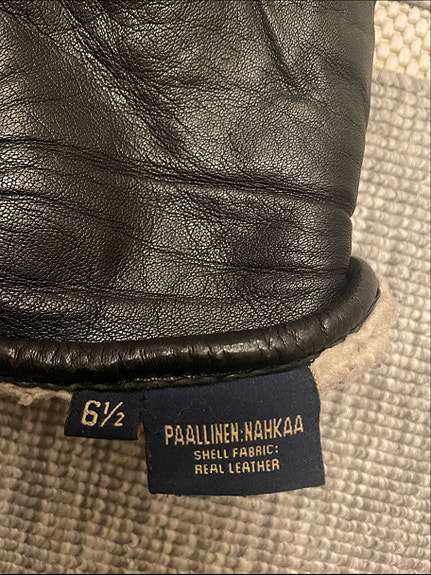 6½
PAALLINEN:NAHKAA
SHELL FABRIC:
REAL LEATHER